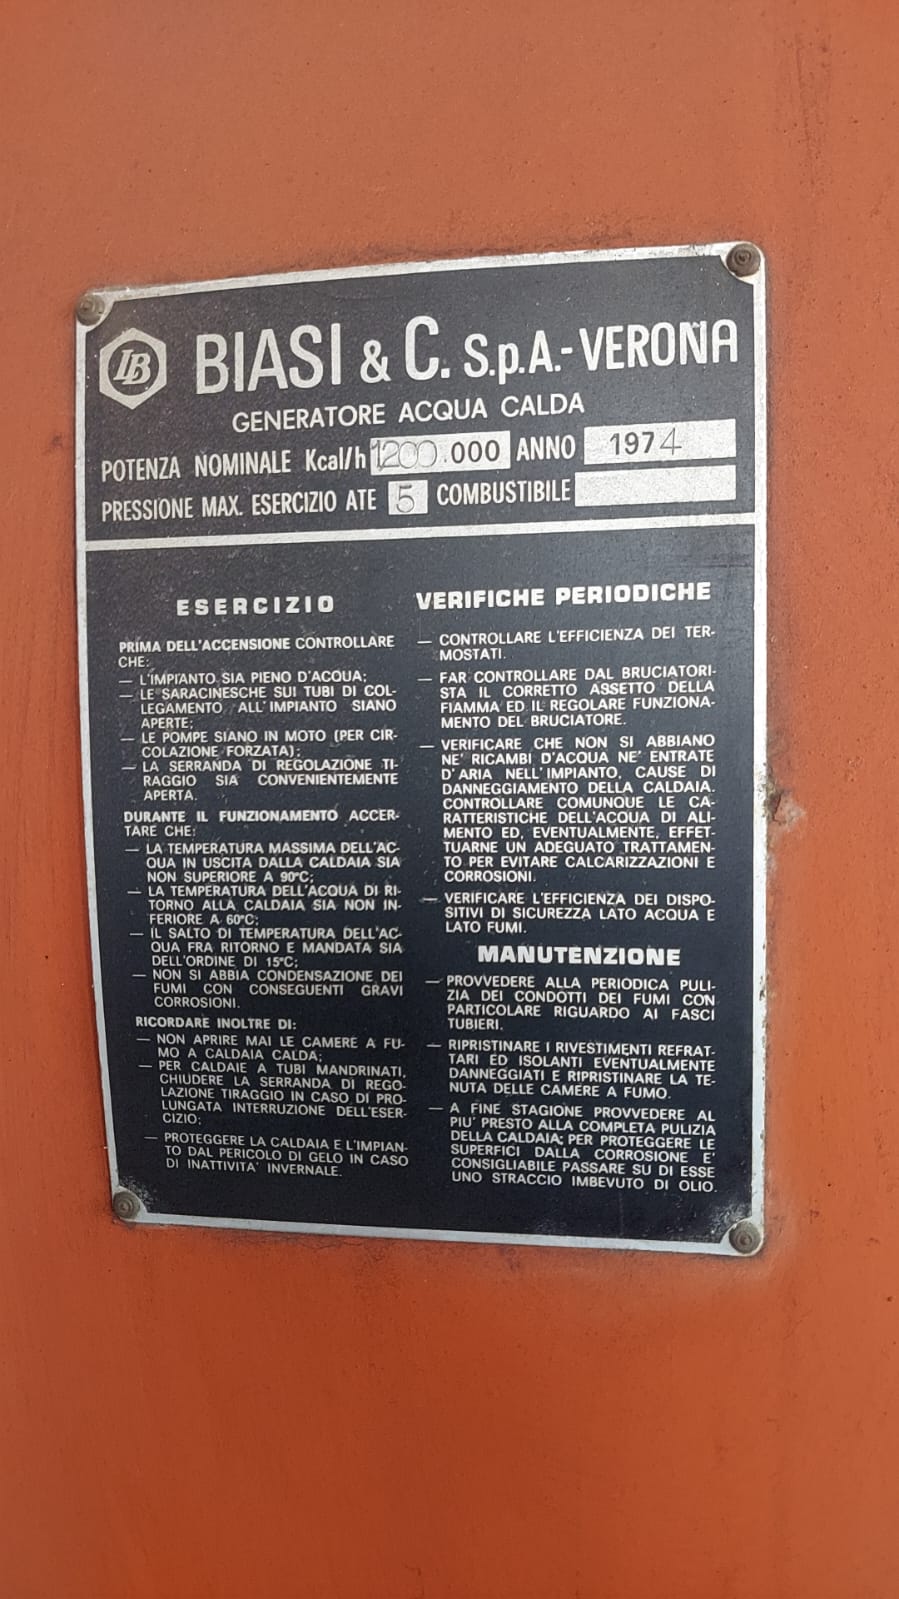 LB
BIASI & C. S.p.A.-VERONA
GENERATORE ACQUA CALDA
POTENZA NOMINALE Kcal/h 1200.000 ANNO 1974
PRESSIONE MAX. ESERCIZIO ATE 5 COMBUSTIBILE
ESERCIZIO
PRIMA DELL'ACCENSIONE CONTROLLARE
CHE:
— L'IMPIANTO SIA PIENO D'ACQUA;
— LE SARACINESCHE SUI TUBI DI COL-
LEGAMENTO ALL'IMPIANTO SIANO
APERTE;
— LE POMPE SIANO IN MOTO (PER CIR-
COLAZIONE FORZATA);
— LA SERRANDA DI REGOLAZIONE TI-
RAGGIO SIA CONVENIENTEMENTE
APERTA.
DURANTE IL FUNZIONAMENTO ACCER-
TARE CHE:
— LA TEMPERATURA MASSIMA DELL'AC-
QUA IN USCITA DALLA CALDAIA SIA
NON SUPERIORE A 90°C;
— LA TEMPERATURA DELL'ACQUA DI RI-
TORNO ALLA CALDAIA SIA NON IN-
FERIORE A 60°C;
— IL SALTO DI TEMPERATURA DELL'AC-
QUA FRA RITORNO E MANDATA SIA
DELL'ORDINE DI 15°C;
— NON SI ABBIA CONDENSAZIONE DEI
FUMI CON CONSEGUENTI GRAVI
CORROSIONI.
RICORDARE INOLTRE DI:
— NON APRIRE MAI LE CAMERE A FU-
MO A CALDAIA CALDA;
— PER CALDAIE A TUBI MANDRINATI,
CHIUDERE LA SERRANDA DI REGO-
LAZIONE TIRAGGIO IN CASO DI PRO-
LUNGATA INTERRUZIONE DELL'ESER-
CIZIO;
— PROTEGGERE LA CALDAIA E L'IMPIAN-
TO DAL PERICOLO DI GELO IN CASO
DI INATTIVITA' INVERNALE.
VERIFICHE PERIODICHE
— CONTROLLARE L'EFFICIENZA DEI TER-
MOSTATI.
— FAR CONTROLLARE DAL BRUCIATORI-
STA IL CORRETTO ASSETTO DELLA
FIAMMA ED IL REGOLARE FUNZIONA-
MENTO DEL BRUCIATORE.
— VERIFICARE CHE NON SI ABBIANO
NE' RICAMBI D'ACQUA NE' ENTRATE
D'ARIA NELL'IMPIANTO, CAUSE DI
DANNEGGIAMENTO DELLA CALDAIA.
CONTROLLARE COMUNQUE LE CA-
RATTERISTICHE DELL'ACQUA DI ALI-
MENTO ED, EVENTUALMENTE, EFFET-
TUARNE UN ADEGUATO TRATTAMEN-
TO PER EVITARE CALCARIZZAZIONI E
CORROSIONI.
— VERIFICARE L'EFFICIENZA DEI DISPO-
SITIVI DI SICUREZZA LATO ACQUA E
LATO FUMI.
MANUTENZIONE
— PROVVEDERE ALLA PERIODICA PULI-
ZIA DEI CONDOTTI DEI FUMI CON
PARTICOLARE RIGUARDO AI FASCI
TUBIERI.
— RIPRISTINARE I RIVESTIMENTI REFRAT-
TARI ED ISOLANTI EVENTUALMENTE
DANNEGGIATI E RIPRISTINARE LA TE-
NUTA DELLE CAMERE A FUMO.
— A FINE STAGIONE PROVVEDERE AL
PIU' PRESTO ALLA COMPLETA PULIZIA
DELLA CALDAIA; PER PROTEGGERE LE
SUPERFICI DALLA CORROSIONE E'
CONSIGLIABILE PASSARE SU DI ESSE
UNO STRACCIO IMBEVUTO DI OLIO.